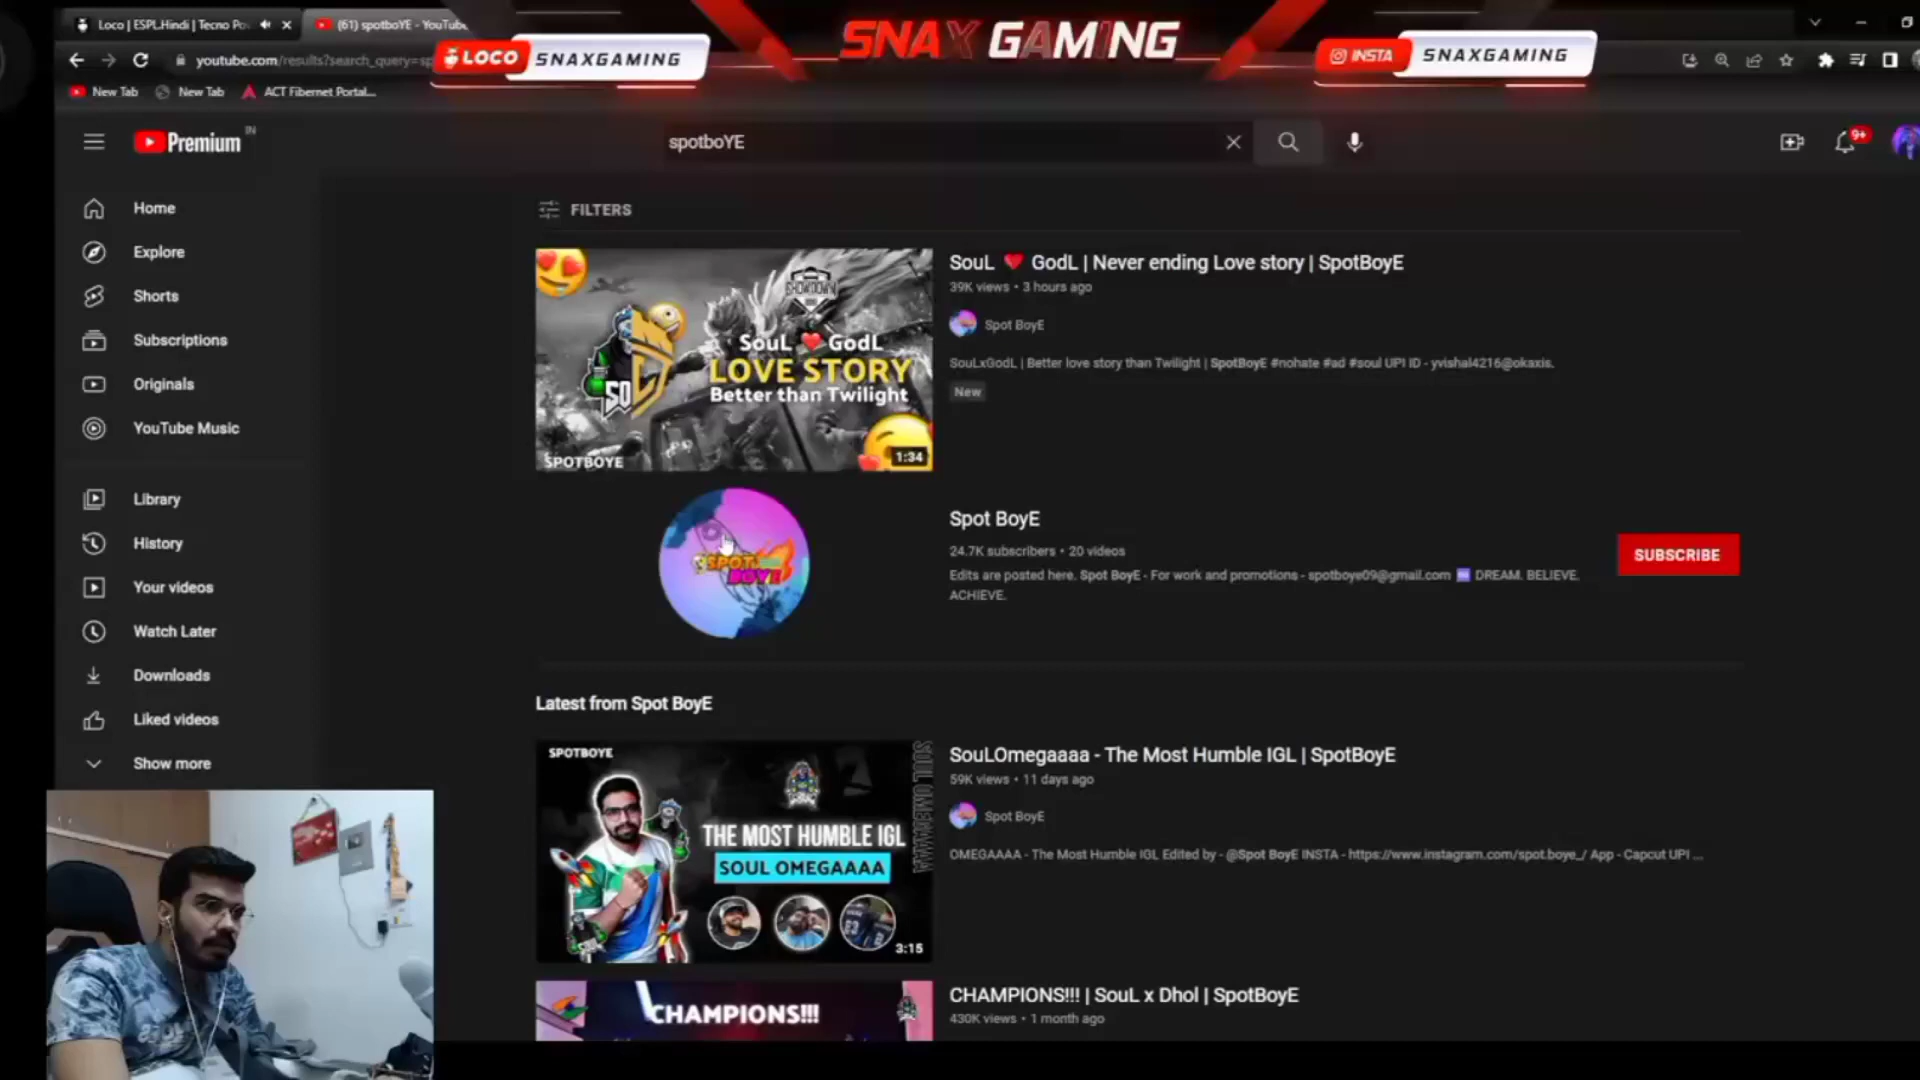 Loco | ESPL.Hindi | Tecno Po
(61) spotboYE - YouTube
SNAX GAMING
LOCO SNAXGAMING
INSTA SNAXGAMING
youtube.com/results?search_query=sp
New Tab
New Tab
ACT Fibernet Portal...
Premium IN
spotboYE
9+
Home
Explore
Shorts
Subscriptions
Originals
YouTube Music
Library
History
Your videos
Watch Later
Downloads
Liked videos
Show more
FILTERS
SHOWDOWN
SO
SouL ❤️ GodL
LOVE STORY
Better than Twilight
SPOTBOYE
1:34
SouL ❤️ GodL | Never ending Love story | SpotBoyE
39K views • 3 hours ago
Spot BoyE
SouLxGodL | Better love story than Twilight | SpotBoyE #nohate #ad #soul UPI ID - yvishal4216@okaxis.
New
SPOT
BOYE
Spot BoyE
24.7K subscribers • 20 videos
Edits are posted here. Spot BoyE - For work and promotions - spotboye09@gmail.com DREAM. BELIEVE.
ACHIEVE.
SUBSCRIBE
Latest from Spot BoyE
SPOTBOYE
THE MOST HUMBLE IGL
SOUL OMEGAAAA
SOUL OMEGAAAA
3:15
SouLOmegaaaa - The Most Humble IGL | SpotBoyE
59K views • 11 days ago
Spot BoyE
OMEGAAAA - The Most Humble IGL Edited by - @Spot BoyE INSTA - https://www.instagram.com/spot.boye_/ App - Capcut UPI ...
CHAMPIONS!!!
CHAMPIONS!!! | SouL x Dhol | SpotBoyE
430K views • 1 month ago